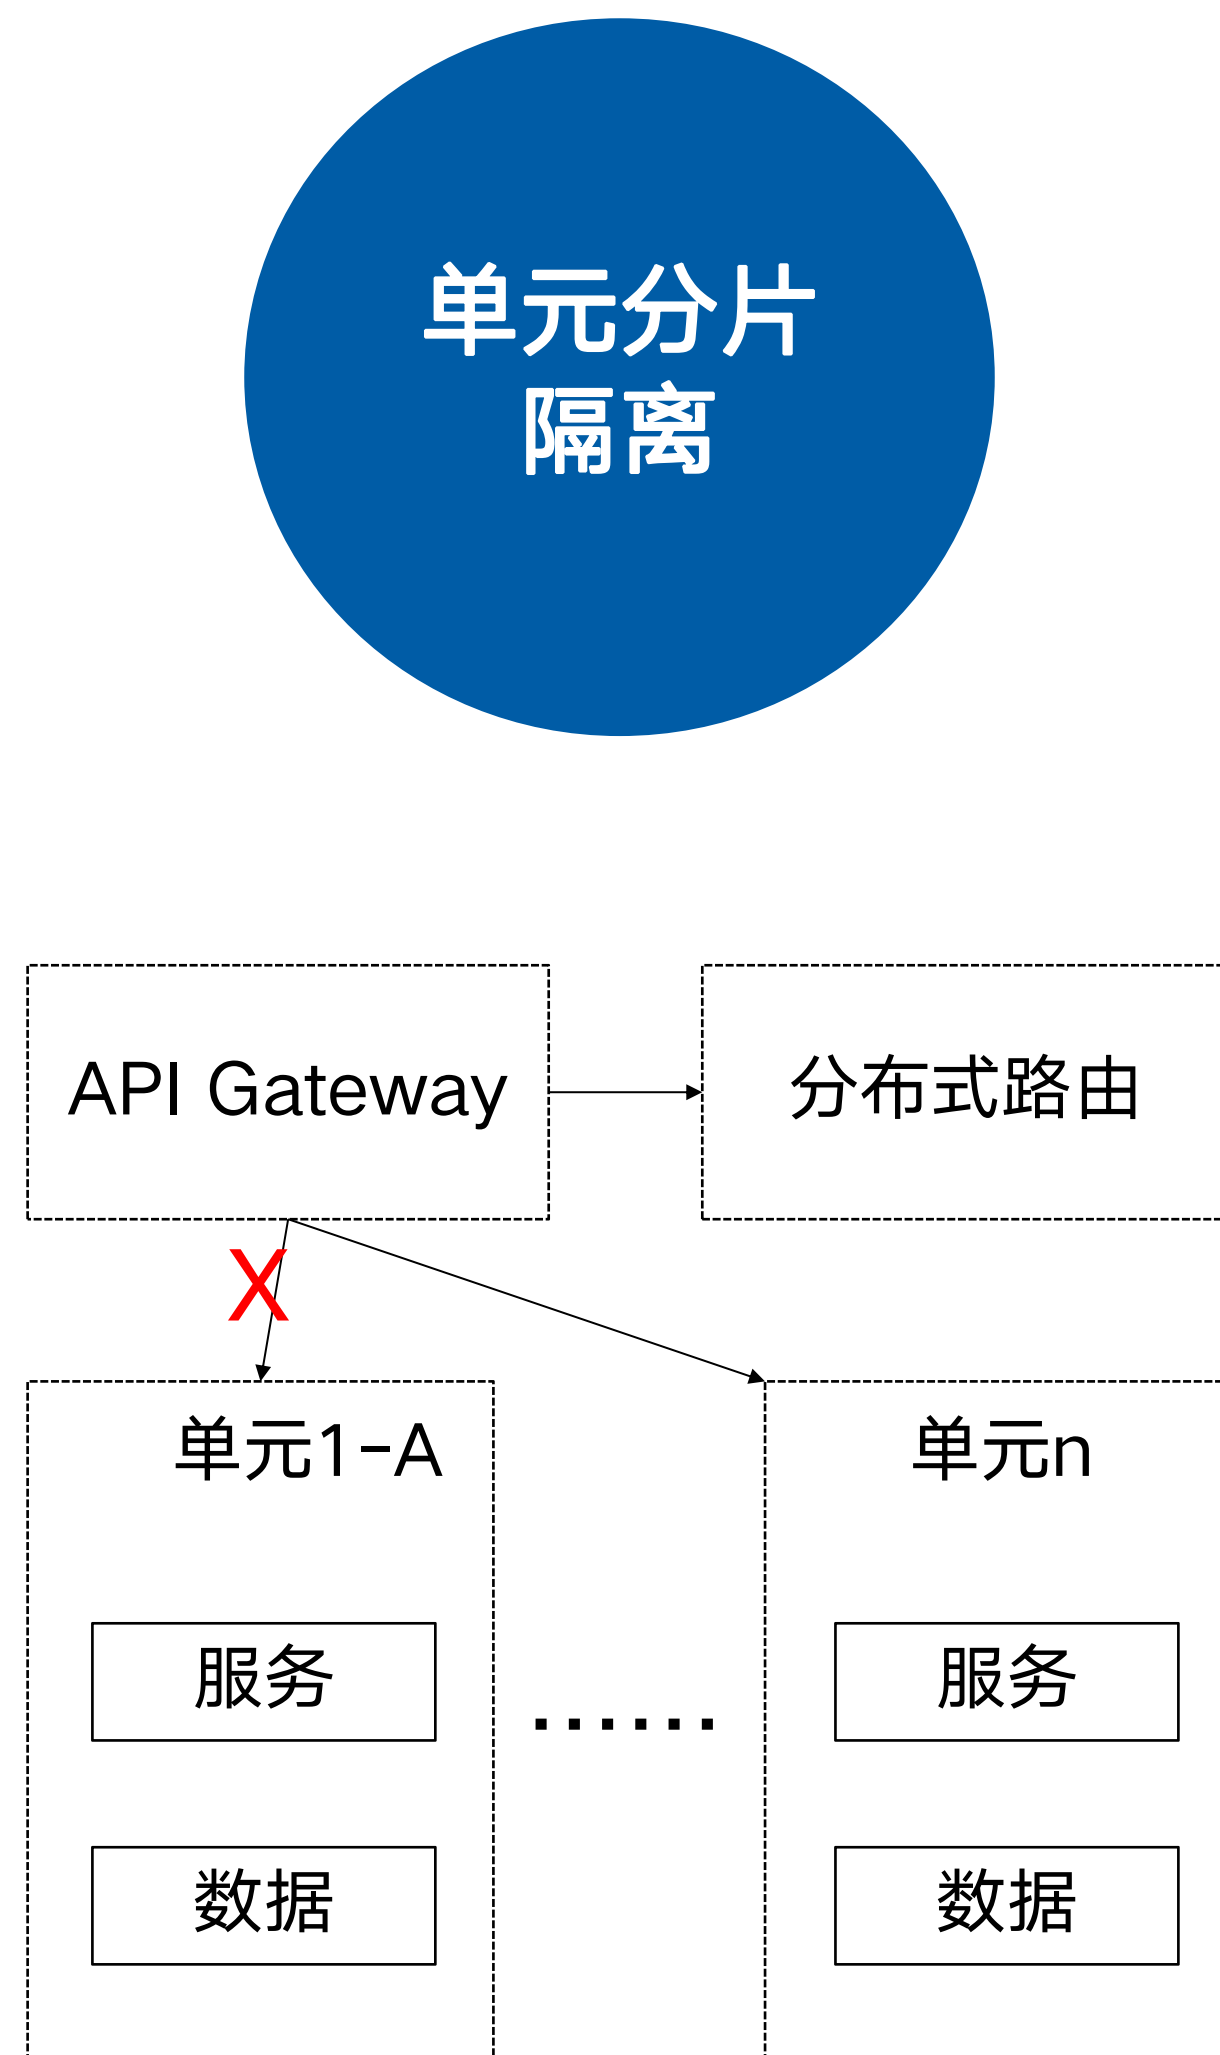 单元分片
隔离
API Gateway
分布式路由
X
单元1-A
单元n
服务
......
服务
数据
数据